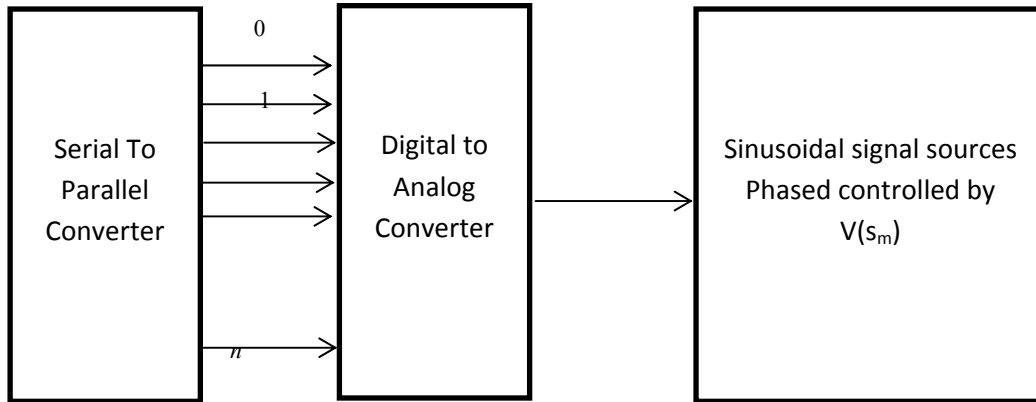 0
1
n
Serial To
Parallel
Converter
Digital to
Analog
Converter
Sinusoidal signal sources
Phased controlled by
V(sm)